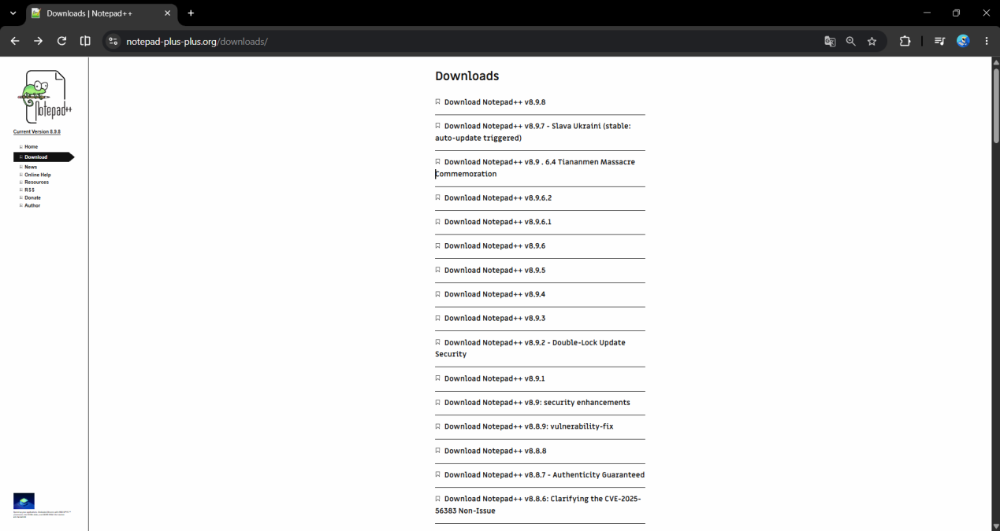 Downloads | Notepad++
notepad-plus-plus.org/downloads/
Notepad++
Current Version 8.9.8
Home
Download
News
Online Help
Resources
RSS
Donate
Author
Downloads
Download Notepad++ v8.9.8
Download Notepad++ v8.9.7 - Slava Ukraini (stable:
auto-update triggered)
Download Notepad++ v8.9 . 6.4 Tiananmen Massacre
Commemoration
Download Notepad++ v8.9.6.2
Download Notepad++ v8.9.6.1
Download Notepad++ v8.9.6
Download Notepad++ v8.9.5
Download Notepad++ v8.9.4
Download Notepad++ v8.9.3
Download Notepad++ v8.9.2 - Double-Lock Update
Security
Download Notepad++ v8.9.1
Download Notepad++ v8.9: security enhancements
Download Notepad++ v8.8.9: vulnerability-fix
Download Notepad++ v8.8.8
Download Notepad++ v8.8.7 - Authenticity Guaranteed
Download Notepad++ v8.8.6: Clarifying the CVE-2025-
56383 Non-Issue